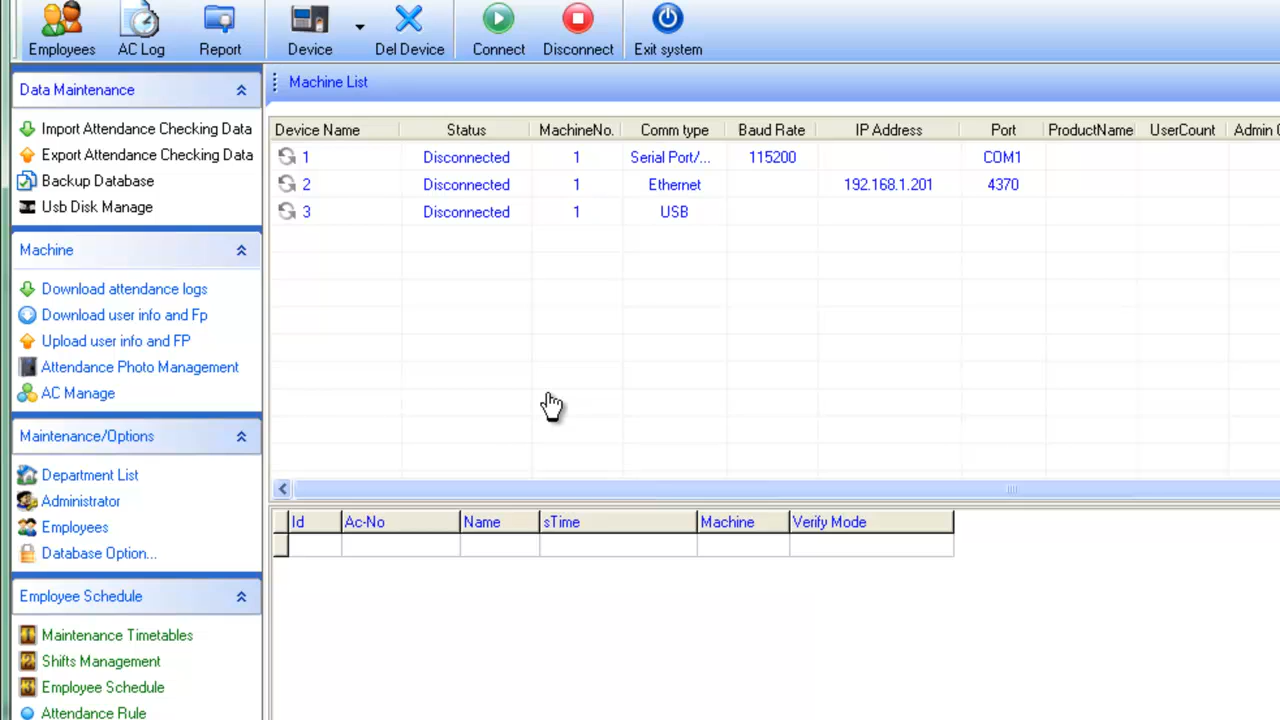 Employees AC Log Report Device Del Device Connect Disconnect Exit system
Data Maintenance
Import Attendance Checking Data
Export Attendance Checking Data
Backup Database
Usb Disk Manage
Machine
Download attendance logs
Download user info and Fp
Upload user info and FP
Attendance Photo Management
AC Manage
Maintenance/Options
Department List
Administrator
Employees
Database Option...
Employee Schedule
Maintenance Timetables
Shifts Management
Employee Schedule
Attendance Rule
Machine List
Device Name Status MachineNo. Comm type Baud Rate IP Address Port ProductName UserCount Admin C
1 Disconnected 1 Serial Port/... 115200 COM1
2 Disconnected 1 Ethernet 192.168.1.201 4370
3 Disconnected 1 USB
Id Ac-No Name sTime Machine Verify Mode